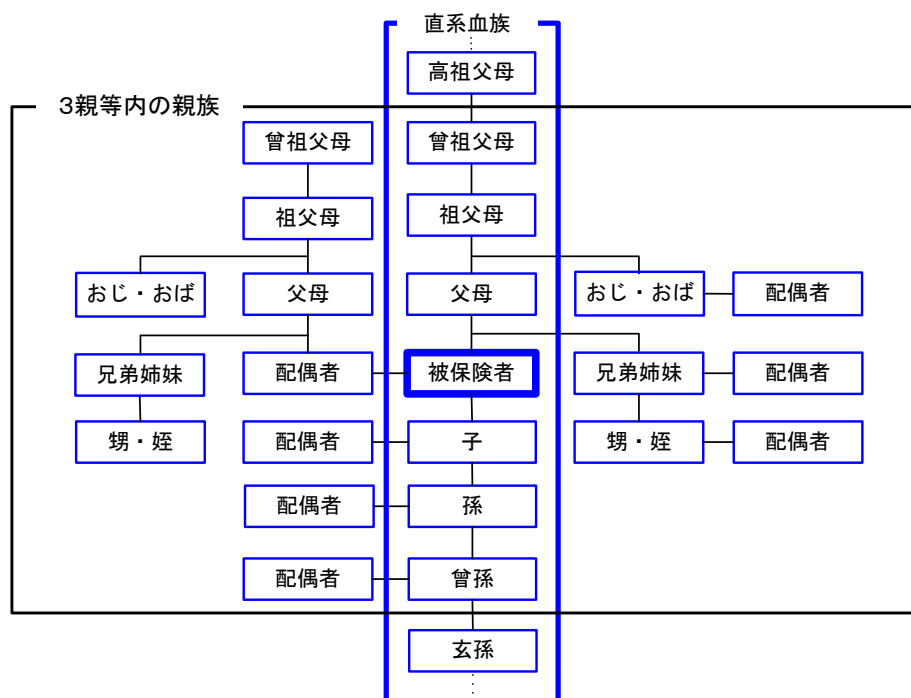 直系血族
高祖父母
3親等内の親族
曾祖父母
曾祖父母
祖父母
祖父母
おじ・おば
父母
父母
おじ・おば
配偶者
兄弟姉妹
配偶者
被保険者
兄弟姉妹
配偶者
甥・姪
配偶者
子
甥・姪
配偶者
配偶者
孫
配偶者
曾孫
玄孫